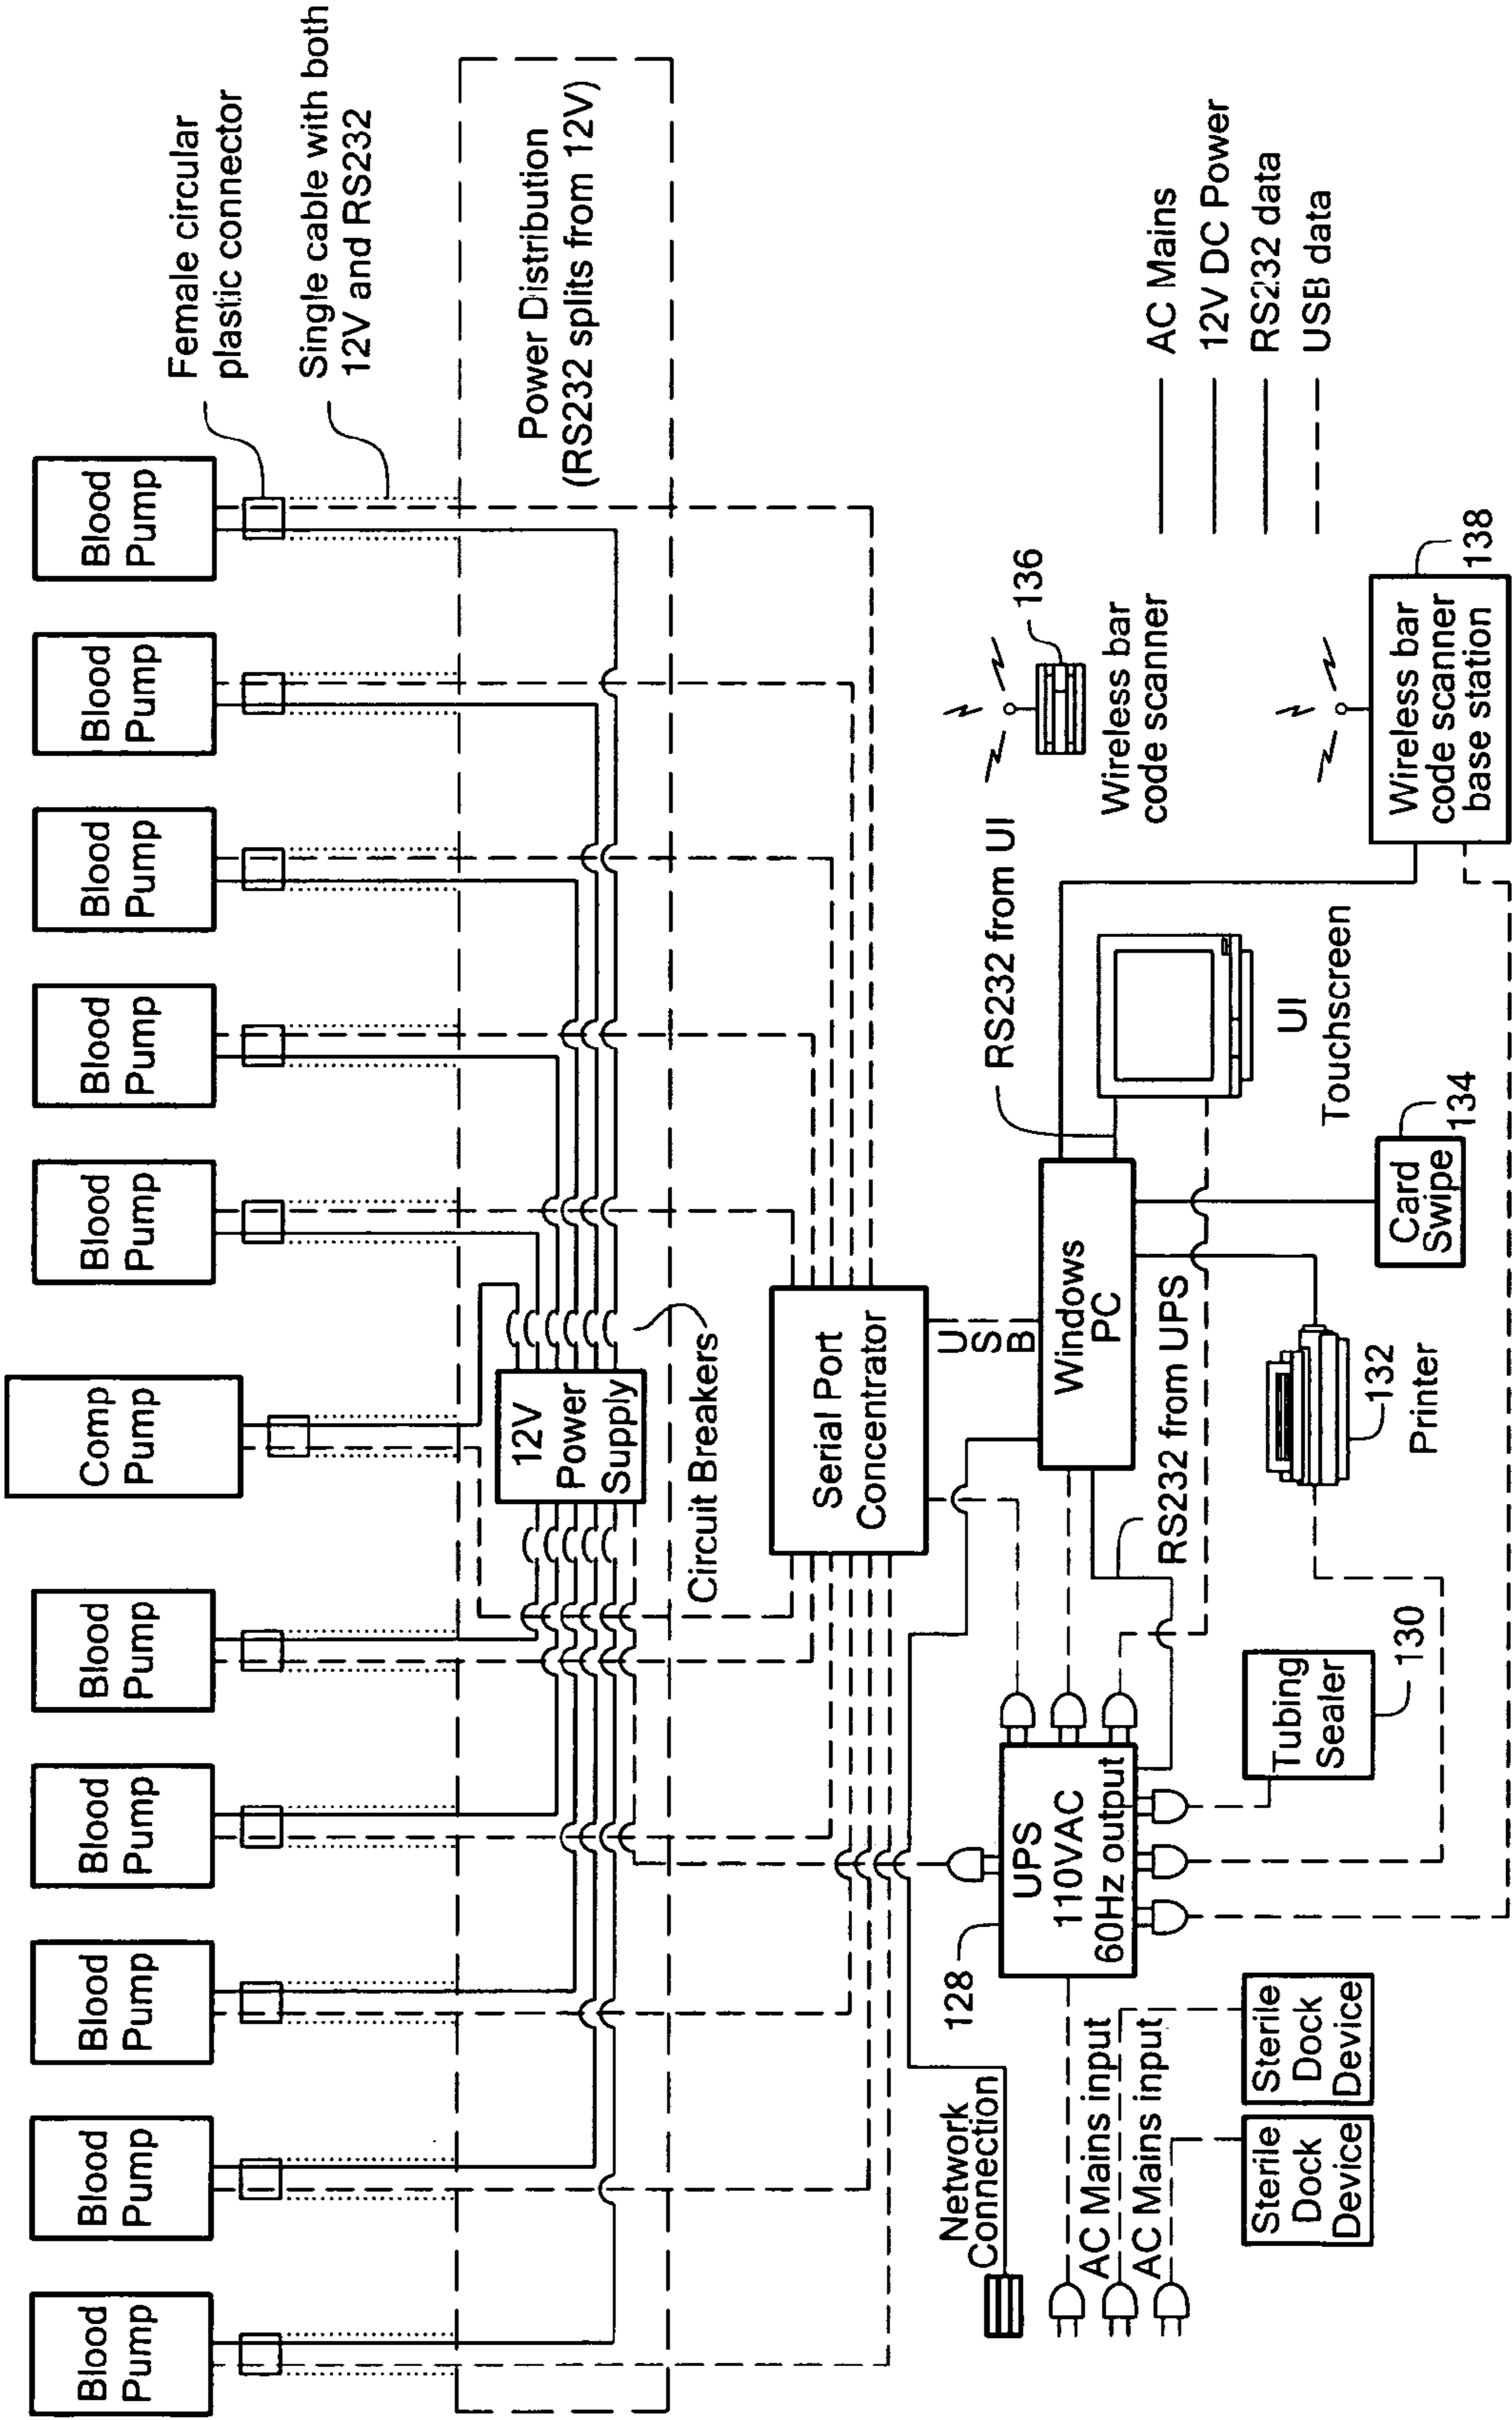 Blood
Pump
Blood
Pump
Blood
Pump
Blood
Pump
Blood
Pump
Comp
Pump
Blood
Pump
Blood
Pump
Blood
Pump
Blood
Pump
Blood
Pump
Female circular
plastic connector
Single cable with both
12V and RS232
Power Distribution
(RS232 splits from 12V)
12V
Power
Supply
Circuit Breakers
Serial Port
Concentrator
U
S
B
Network
Connection
AC Mains input
AC Mains input
128
UPS
110VAC
60Hz output
Windows
PC
RS232 from UPS
RS232 from UI
UI
Touchscreen
136
Wireless bar
code scanner
AC Mains
12V DC Power
RS232 data
USB data
Sterile
Dock
Device
Sterile
Dock
Device
Tubing
Sealer
130
132
Printer
Card
Swipe
134
Wireless bar
code scanner
base station
138